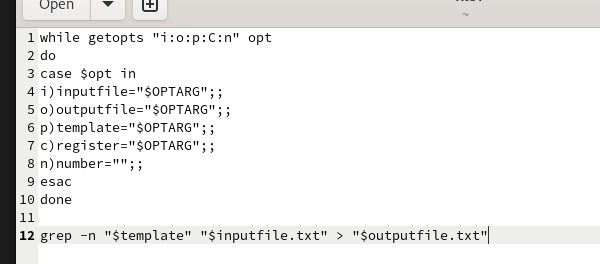 Open
~
1 while getopts "i:o:p:C:n" opt
2 do
3 case $opt in
4 i)inputfile="$OPTARG";;
5 o)outputfile="$OPTARG";;
6 p)template="$OPTARG";;
7 c)register="$OPTARG";;
8 n)number="";;
9 esac
10 done
11
12 grep -n "$template" "$inputfile.txt" > "$outputfile.txt"